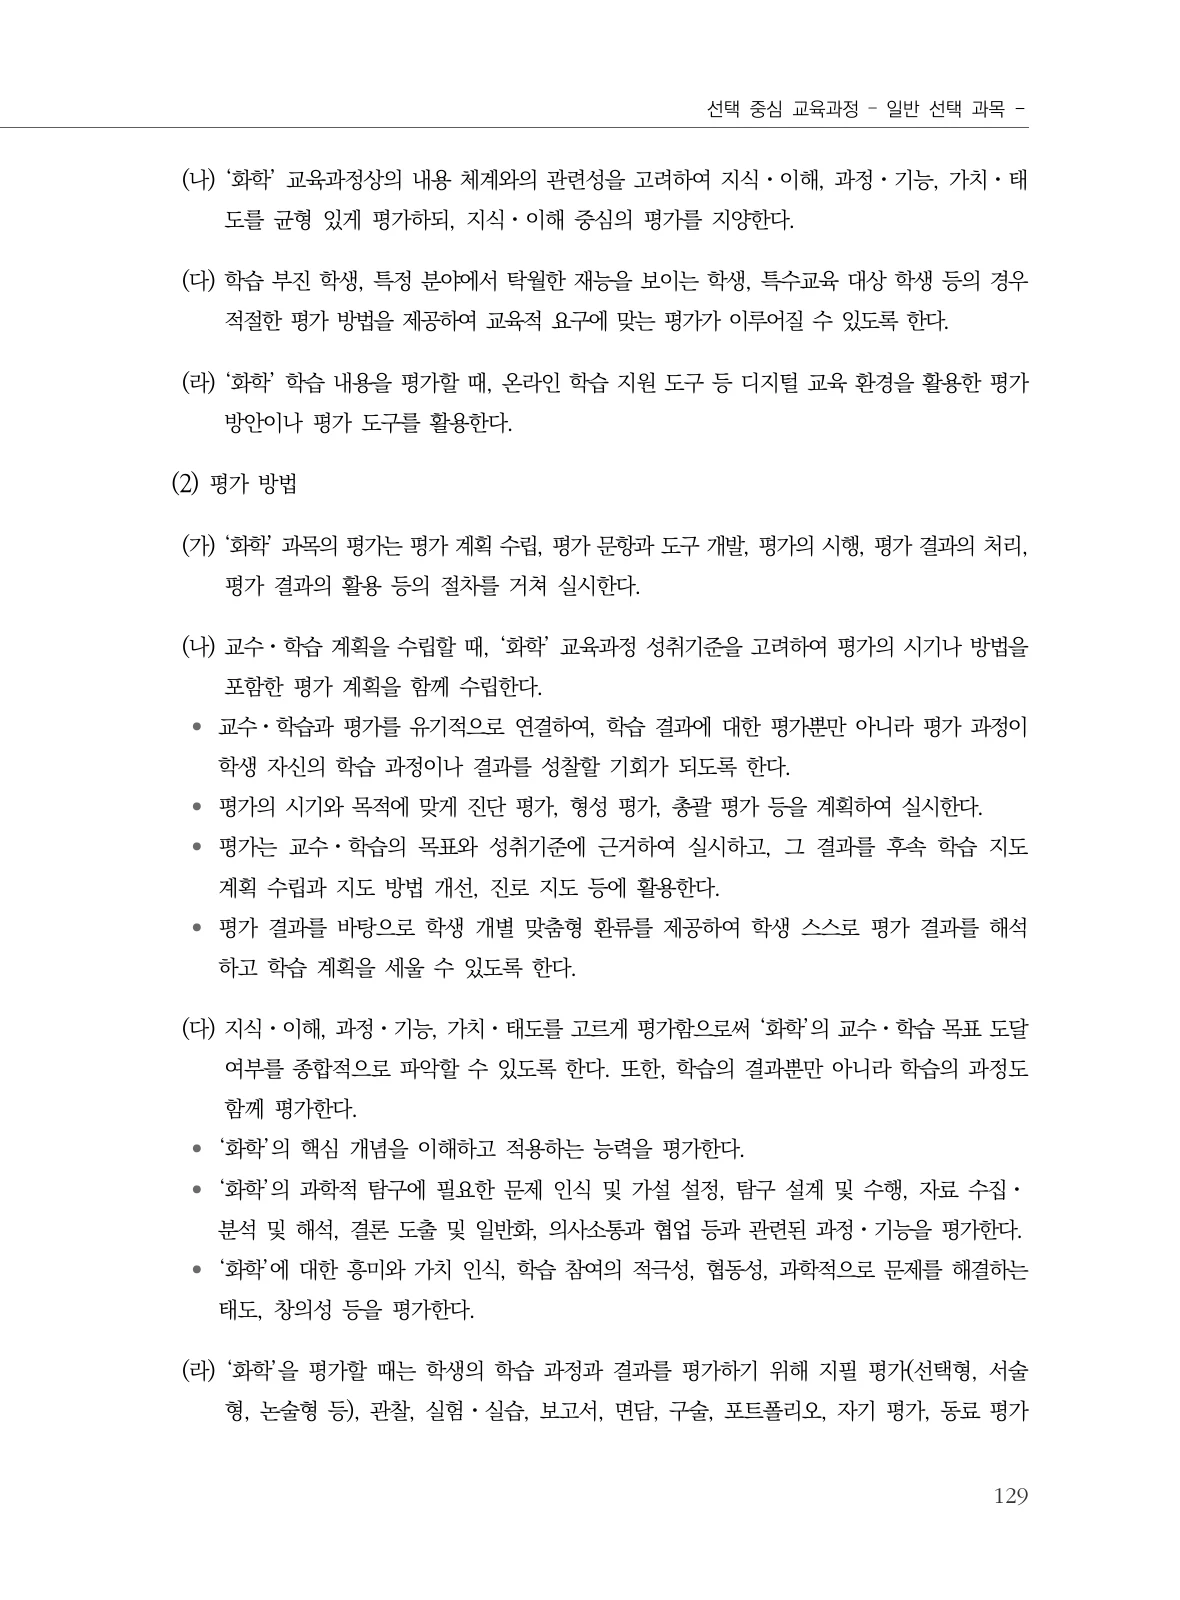 선택 중심 교육과정 - 일반 선택 과목 -
(나) ‘화학’ 교육과정상의 내용 체계와의 관련성을 고려하여 지식·이해, 과정·기능, 가치·태
도를 균형 있게 평가하되, 지식·이해 중심의 평가를 지양한다.
(다) 학습 부진 학생, 특정 분야에서 탁월한 재능을 보이는 학생, 특수교육 대상 학생 등의 경우
적절한 평가 방법을 제공하여 교육적 요구에 맞는 평가가 이루어질 수 있도록 한다.
(라) ‘화학’ 학습 내용을 평가할 때, 온라인 학습 지원 도구 등 디지털 교육 환경을 활용한 평가
방안이나 평가 도구를 활용한다.
(2) 평가 방법
(가) ‘화학’ 과목의 평가는 평가 계획 수립, 평가 문항과 도구 개발, 평가의 시행, 평가 결과의 처리,
평가 결과의 활용 등의 절차를 거쳐 실시한다.
(나) 교수·학습 계획을 수립할 때, ‘화학’ 교육과정 성취기준을 고려하여 평가의 시기나 방법을
포함한 평가 계획을 함께 수립한다.
• 교수·학습과 평가를 유기적으로 연결하여, 학습 결과에 대한 평가뿐만 아니라 평가 과정이
학생 자신의 학습 과정이나 결과를 성찰할 기회가 되도록 한다.
• 평가의 시기와 목적에 맞게 진단 평가, 형성 평가, 총괄 평가 등을 계획하여 실시한다.
• 평가는 교수·학습의 목표와 성취기준에 근거하여 실시하고, 그 결과를 후속 학습 지도
계획 수립과 지도 방법 개선, 진로 지도 등에 활용한다.
• 평가 결과를 바탕으로 학생 개별 맞춤형 환류를 제공하여 학생 스스로 평가 결과를 해석
하고 학습 계획을 세울 수 있도록 한다.
(다) 지식·이해, 과정·기능, 가치·태도를 고르게 평가함으로써 ‘화학’의 교수·학습 목표 도달
여부를 종합적으로 파악할 수 있도록 한다. 또한, 학습의 결과뿐만 아니라 학습의 과정도
함께 평가한다.
• ‘화학’의 핵심 개념을 이해하고 적용하는 능력을 평가한다.
• ‘화학’의 과학적 탐구에 필요한 문제 인식 및 가설 설정, 탐구 설계 및 수행, 자료 수집·
분석 및 해석, 결론 도출 및 일반화, 의사소통과 협업 등과 관련된 과정·기능을 평가한다.
• ‘화학’에 대한 흥미와 가치 인식, 학습 참여의 적극성, 협동성, 과학적으로 문제를 해결하는
태도, 창의성 등을 평가한다.
(라) ‘화학’을 평가할 때는 학생의 학습 과정과 결과를 평가하기 위해 지필 평가(선택형, 서술
형, 논술형 등), 관찰, 실험·실습, 보고서, 면담, 구술, 포트폴리오, 자기 평가, 동료 평가
129